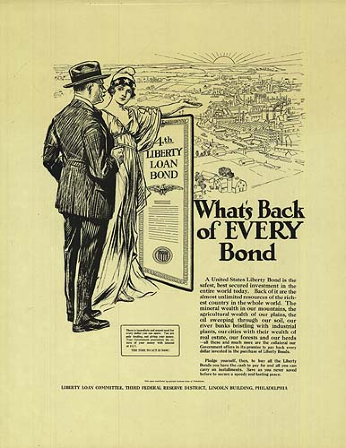 4th.
LIBERTY
LOAN
BOND
What's Back
of EVERY
Bond
A United States Liberty Bond is the
safest, best secured investment in the
entire world today. Back of it are the
almost unlimited resources of the rich-
est country in the whole world. The
mineral wealth in our mountains, the
agricultural wealth of our plains, the
oil sweeping through our soil, our
river banks bristling with industrial
plants, our cities with their wealth of
real estate, our forests and our herds
—all these and much more are the collateral our
Government offers in its promise to pay back every
dollar invested in the purchase of Liberty Bonds.
Pledge yourself, then, to buy all the Liberty
Bonds you have the cash to pay for and all you can
carry on instalments. Save as you never saved
before to secure a speedy and lasting peace.
LIBERTY LOAN COMMITTEE, THIRD FEDERAL RESERVE DISTRICT, LINCOLN BUILDING, PHILADELPHIA